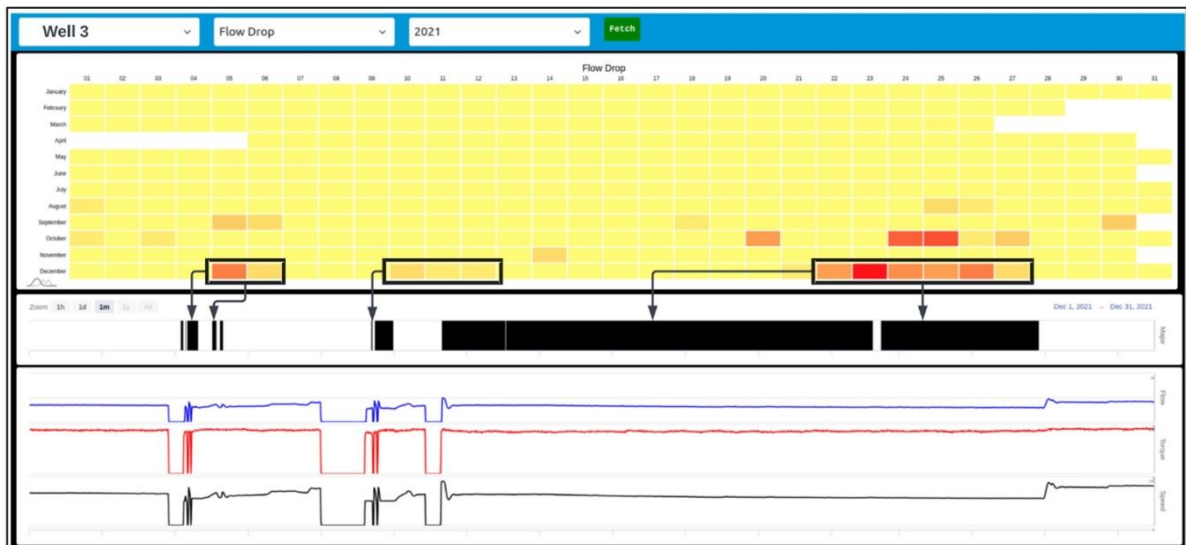 Well 3 Flow Drop 2021 Fetch
Flow Drop
01 02 03 04 05 06 07 08 09 10 11 12 13 14 15 16 17 18 19 20 21 22 23 24 25 26 27 28 29 30 31
January
February
March
April
May
June
July
August
September
October
November
December
Zoom 1h 1d 1m 1y All Dec 1, 2021 – Dec 31, 2021
Major
Flow
Torque
Speed